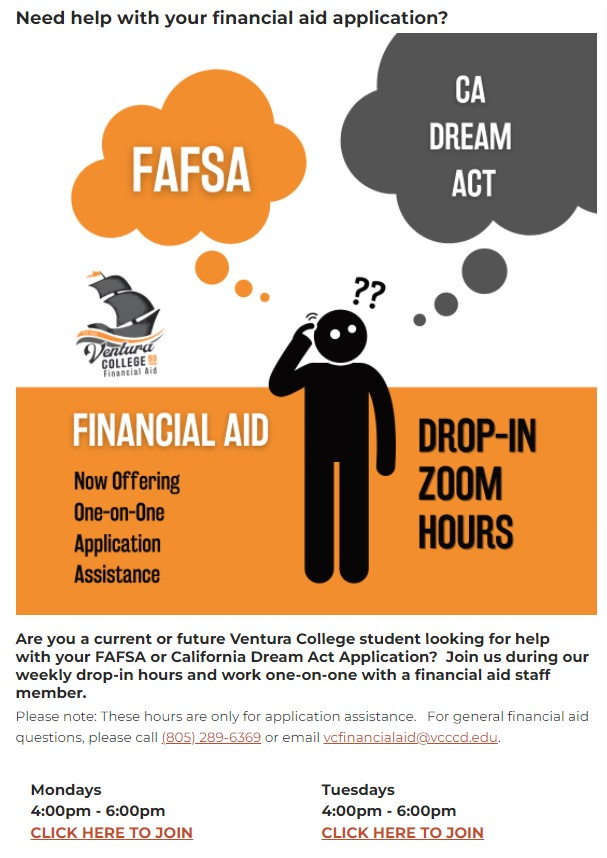 Need help with your financial aid application?
FAFSA
CA
DREAM
ACT
??
Ventura
COLLEGE
Financial Aid
FINANCIAL AID
Now Offering
One-on-One
Application
Assistance
DROP-IN
ZOOM
HOURS
Are you a current or future Ventura College student looking for help
with your FAFSA or California Dream Act Application?  Join us during our
weekly drop-in hours and work one-on-one with a financial aid staff
member.
Please note: These hours are only for application assistance.   For general financial aid
questions, please call (805) 289-6369 or email vcfinancialaid@vcccd.edu.
Mondays
4:00pm - 6:00pm
CLICK HERE TO JOIN
Tuesdays
4:00pm - 6:00pm
CLICK HERE TO JOIN